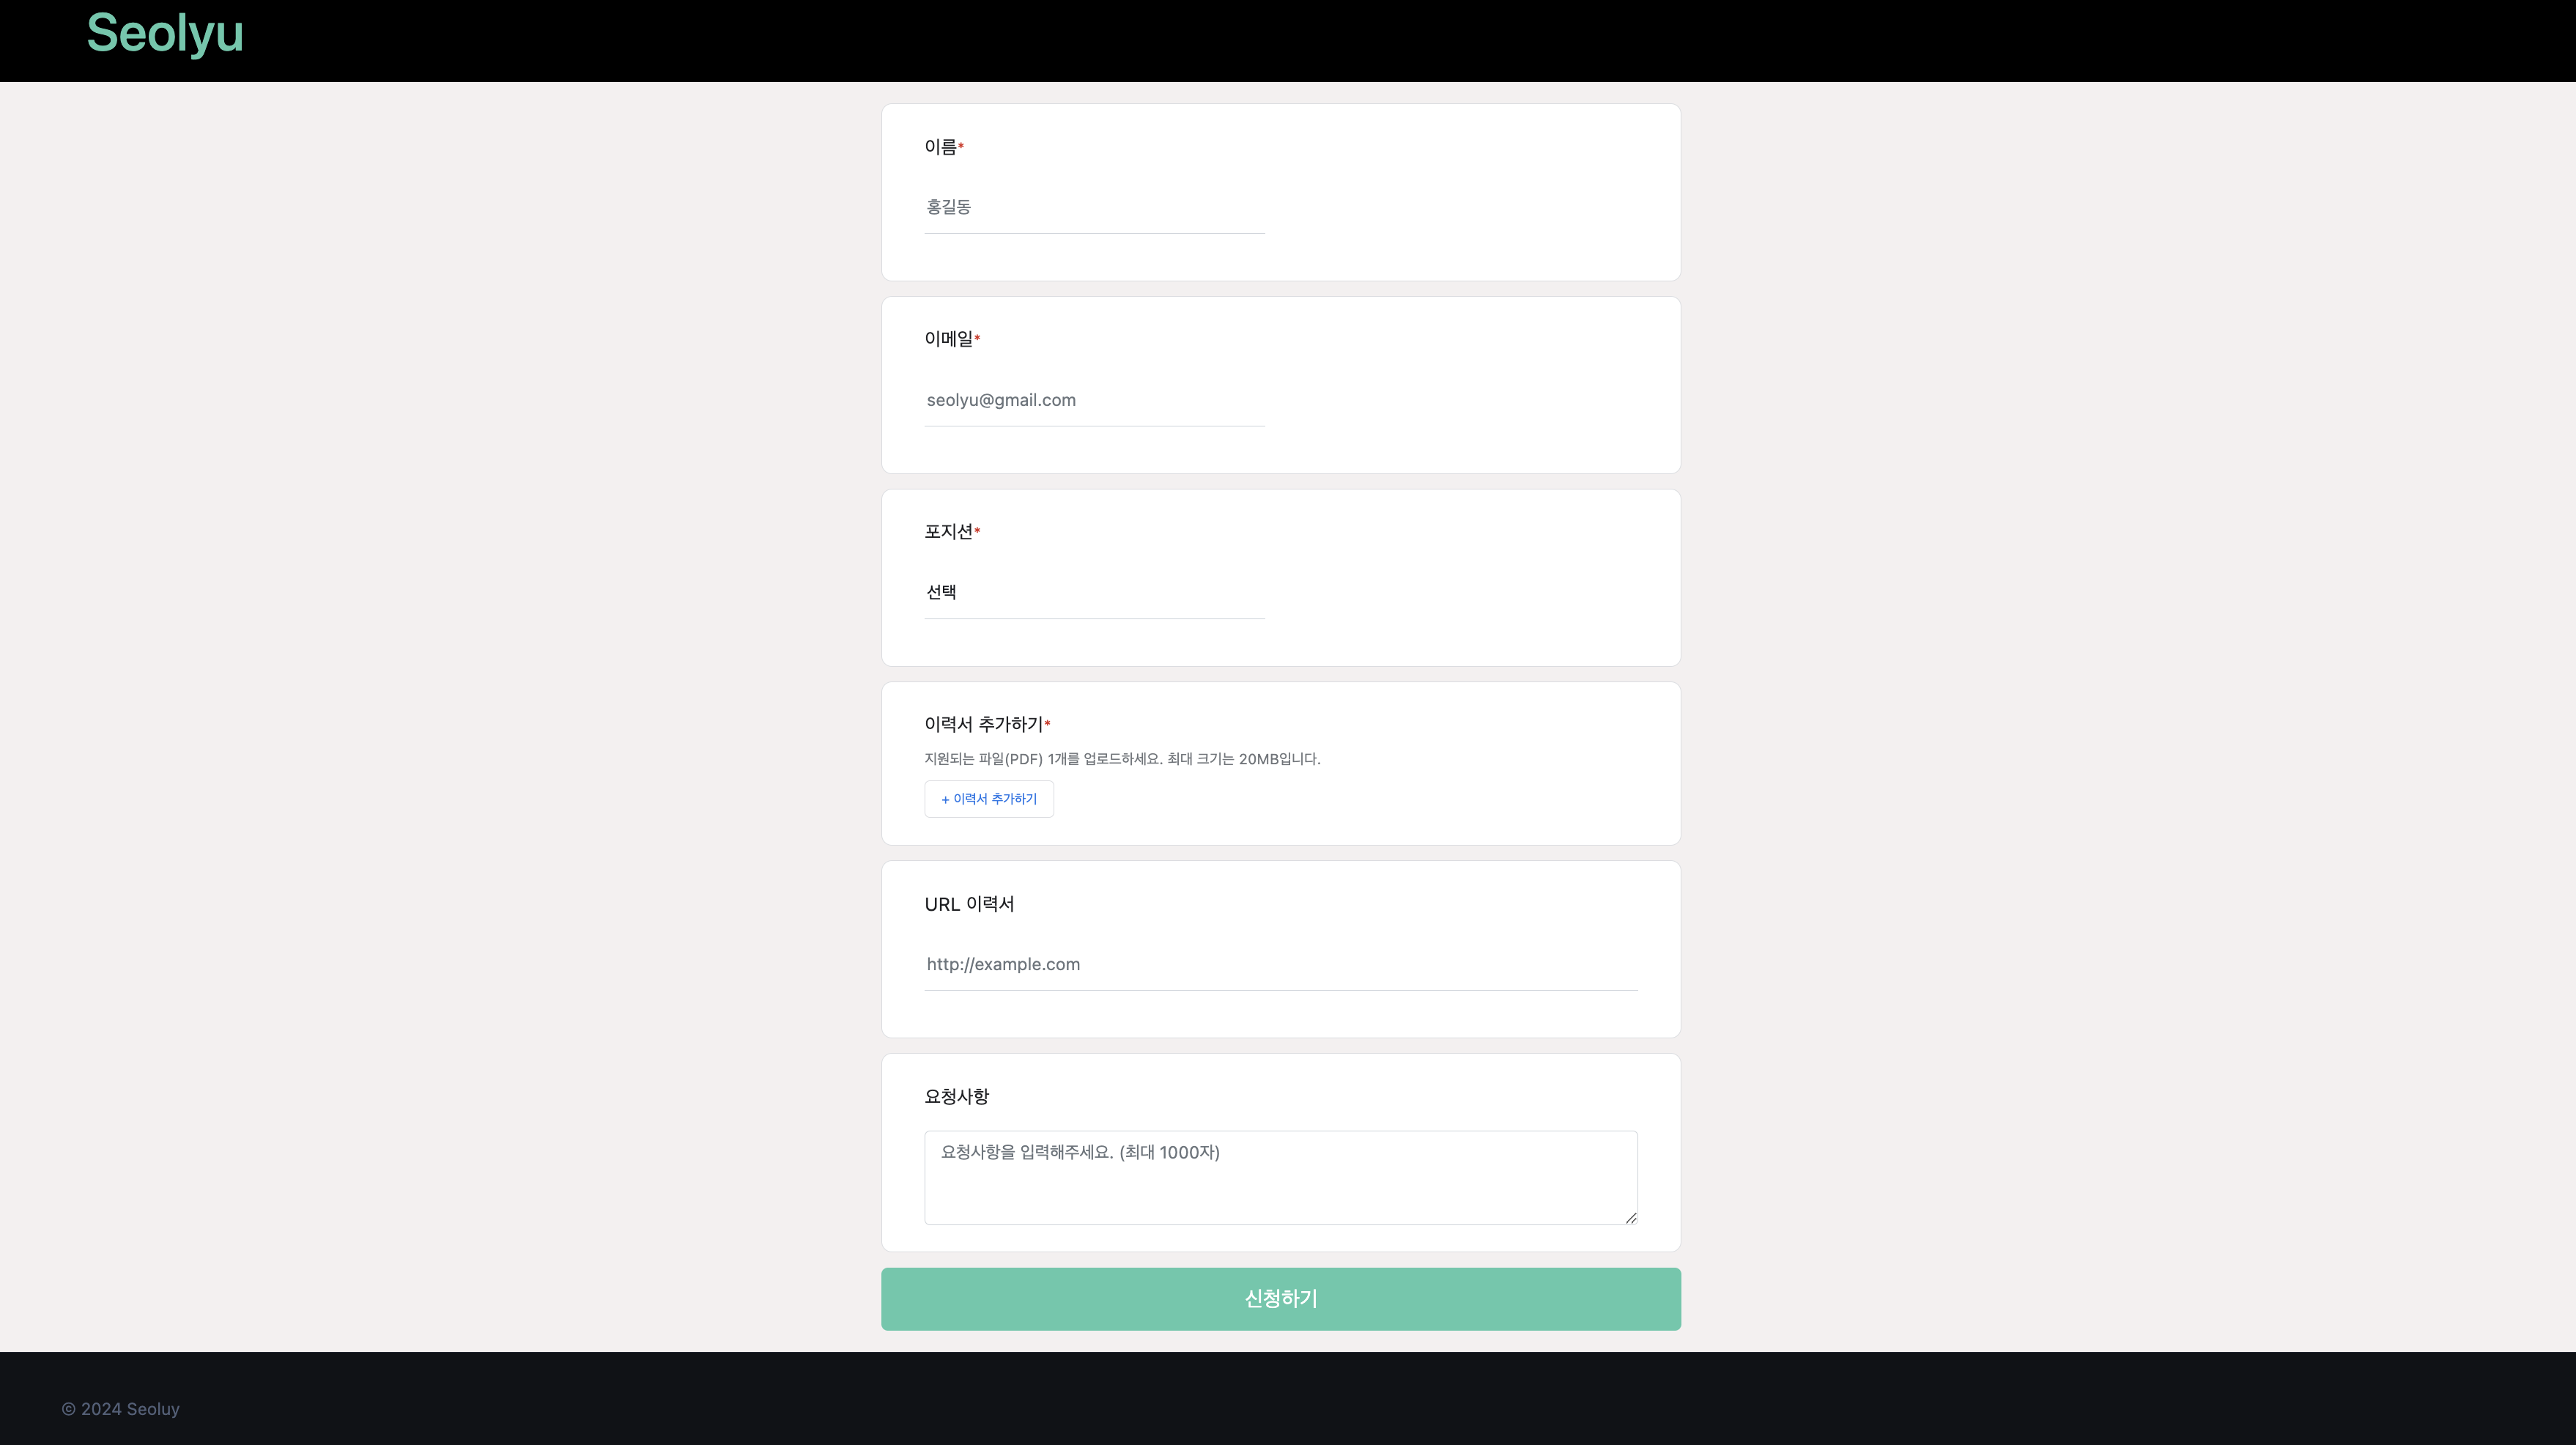 Seolyu
이름*
홍길동
이메일*
seolyu@gmail.com
포지션*
선택
이력서 추가하기*
지원되는 파일(PDF) 1개를 업로드하세요. 최대 크기는 20MB입니다.
+ 이력서 추가하기
URL 이력서
http://example.com
요청사항
요청사항을 입력해주세요. (최대 1000자)
신청하기
© 2024 Seoluy